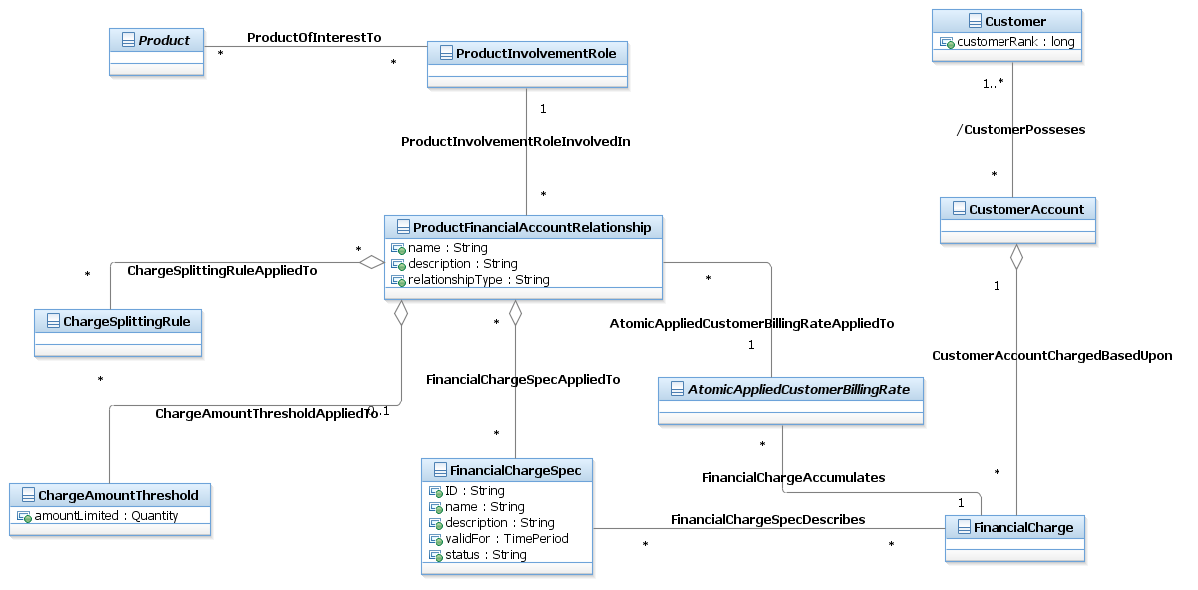 Customer
customerRank : long
Product
ProductOfInterestTo
*
*
ProductInvolvementRole
1..*
1
/CustomerPosseses
ProductInvolvementRoleInvolvedIn
*
*
CustomerAccount
ProductFinancialAccountRelationship
name : String
description : String
relationshipType : String
*
*
ChargeSplittingRuleAppliedTo
*
1
ChargeSplittingRule
*
AtomicAppliedCustomerBillingRateAppliedTo
1
CustomerAccountChargedBasedUpon
*
FinancialChargeSpecAppliedTo
AtomicAppliedCustomerBillingRate
ChargeAmountThresholdAppliedTo
0..1
*
*
FinancialChargeSpec
ID : String
name : String
description : String
validFor : TimePeriod
status : String
FinancialChargeAccumulates
*
1
ChargeAmountThreshold
amountLimited : Quantity
FinancialChargeSpecDescribes
*
*
FinancialCharge